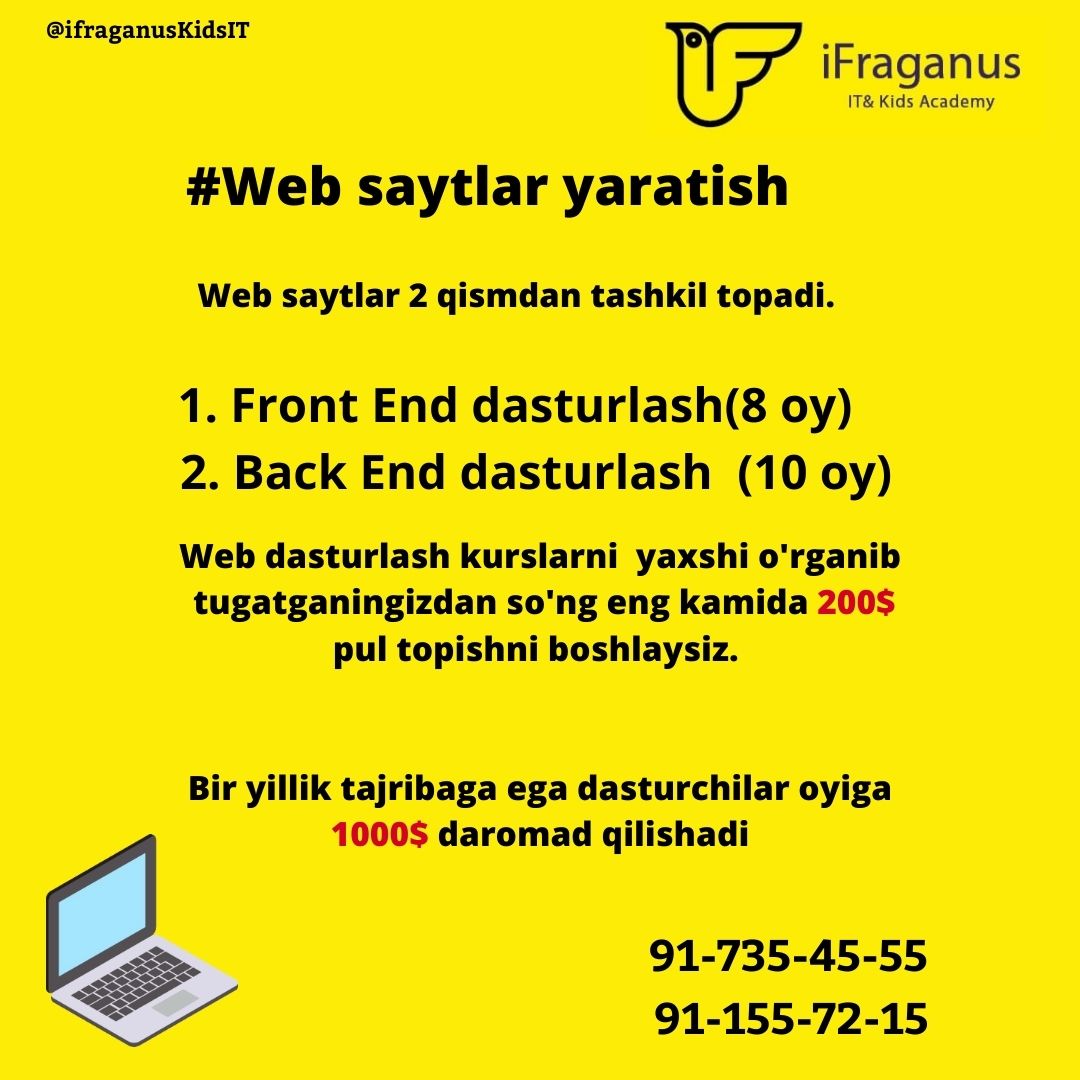 @ifraganusKidsIT
iFraganus
IT& Kids Academy
#Web saytlar yaratish
Web saytlar 2 qismdan tashkil topadi.
1. Front End dasturlash(8 oy)
2. Back End dasturlash (10 oy)
Web dasturlash kurslarni yaxshi o'rganib
tugatganingizdan so'ng eng kamida 200$
pul topishni boshlaysiz.
Bir yillik tajribaga ega dasturchilar oyiga
1000$ daromad qilishadi
91-735-45-55
91-155-72-15